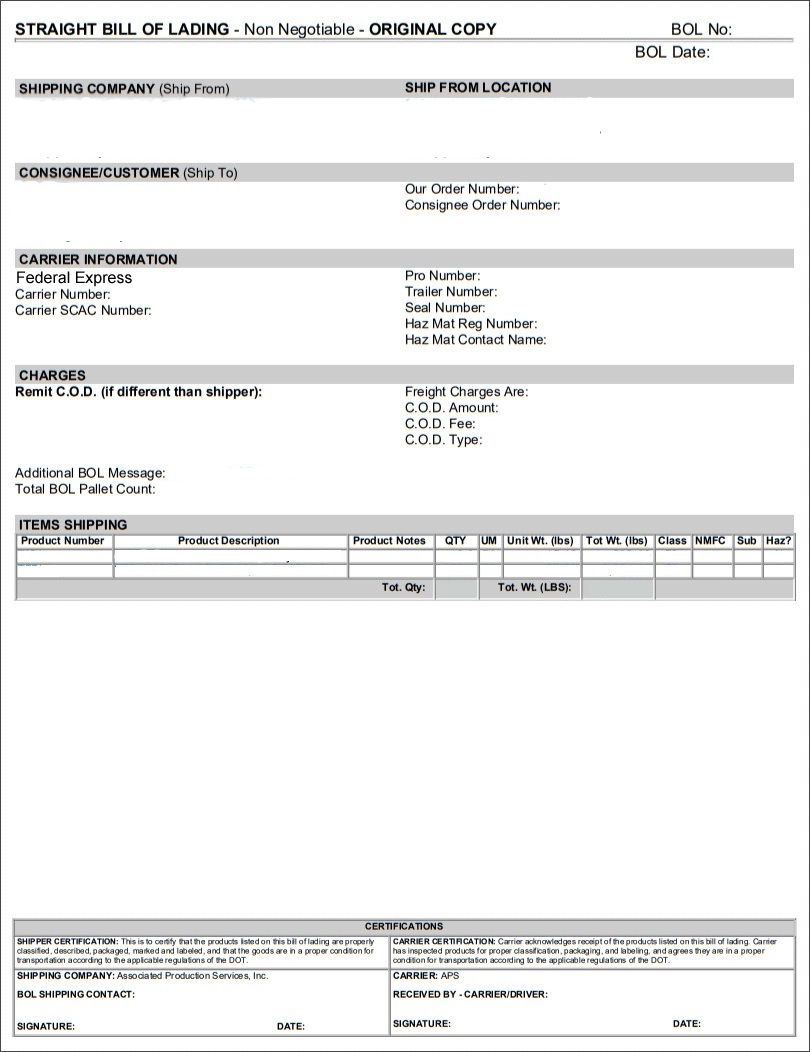 STRAIGHT BILL OF LADING - Non Negotiable - ORIGINAL COPY BOL No:
BOL Date:
SHIPPING COMPANY (Ship From) SHIP FROM LOCATION
CONSIGNEE/CUSTOMER (Ship To)
Our Order Number:
Consignee Order Number:
CARRIER INFORMATION
Federal Express
Carrier Number:
Carrier SCAC Number:
Pro Number:
Trailer Number:
Seal Number:
Haz Mat Reg Number:
Haz Mat Contact Name:
CHARGES
Remit C.O.D. (if different than shipper):
Freight Charges Are:
C.O.D. Amount:
C.O.D. Fee:
C.O.D. Type:
Additional BOL Message:
Total BOL Pallet Count:
ITEMS SHIPPING
Product Number Product Description Product Notes QTY UM Unit Wt. (lbs) Tot Wt. (lbs) Class NMFC Sub Haz?
Tot. Qty: Tot. Wt. (LBS):
CERTIFICATIONS
SHIPPER CERTIFICATION: This is to certify that the products listed on this bill of lading are properly
classified, described, packaged, marked and labeled, and that the goods are in a proper condition for
transportation according to the applicable regulations of the DOT.
CARRIER CERTIFICATION: Carrier acknowledges receipt of the products listed on this bill of lading. Carrier
has inspected products for proper classification, packaging, and labeling, and agrees they are in a proper
condition for transportation according to the applicable regulations of the DOT.
SHIPPING COMPANY: Associated Production Services, Inc.
BOL SHIPPING CONTACT:
SIGNATURE: DATE:
CARRIER: APS
RECEIVED BY - CARRIER/DRIVER:
SIGNATURE: DATE: